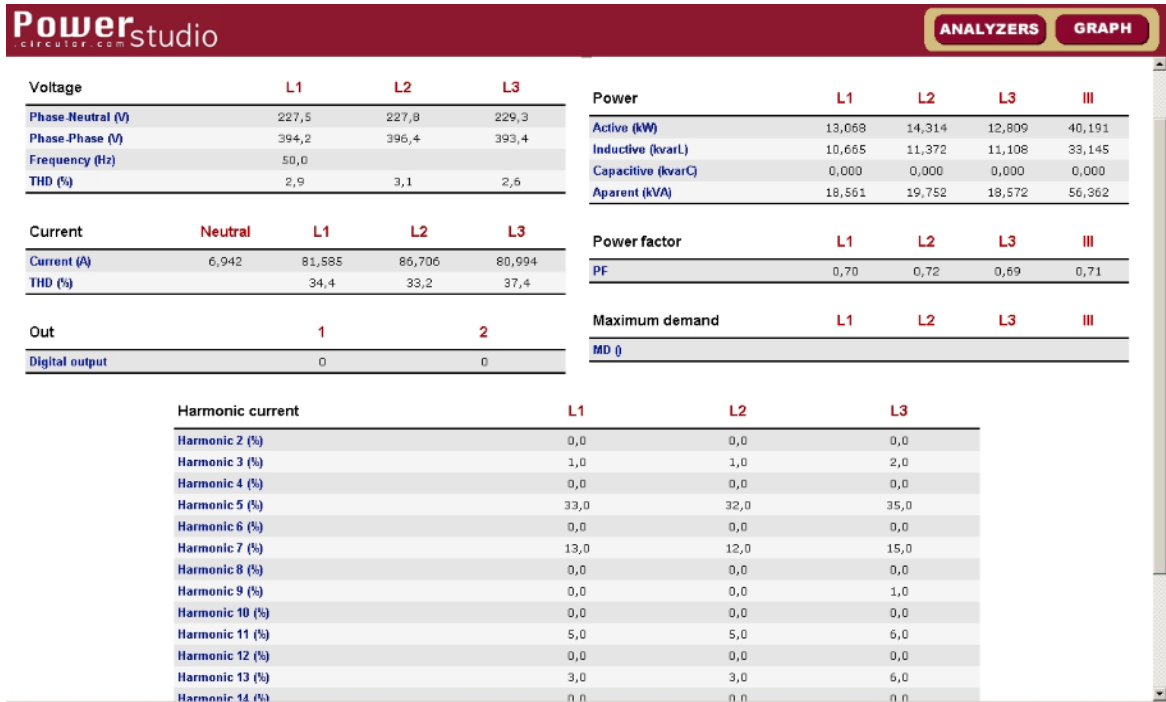 Powerstudio
.circutor.com
ANALYZERS GRAPH
Voltage L1 L2 L3
Phase-Neutral (V) 227,5 227,8 229,3
Phase-Phase (V) 394,2 396,4 393,4
Frequency (Hz) 50,0
THD (%) 2,9 3,1 2,6
Current Neutral L1 L2 L3
Current (A) 6,942 81,585 86,706 80,994
THD (%) 34,4 33,2 37,4
Out 1 2
Digital output 0 0
Power L1 L2 L3 III
Active (kW) 13,068 14,314 12,809 40,191
Inductive (kvarL) 10,665 11,372 11,108 33,145
Capacitive (kvarC) 0,000 0,000 0,000 0,000
Aparent (kVA) 18,561 19,752 18,572 56,362
Power factor L1 L2 L3 III
PF 0,70 0,72 0,69 0,71
Maximum demand L1 L2 L3 III
MD ()
Harmonic current L1 L2 L3
Harmonic 2 (%) 0,0 0,0 0,0
Harmonic 3 (%) 1,0 1,0 2,0
Harmonic 4 (%) 0,0 0,0 0,0
Harmonic 5 (%) 33,0 32,0 35,0
Harmonic 6 (%) 0,0 0,0 0,0
Harmonic 7 (%) 13,0 12,0 15,0
Harmonic 8 (%) 0,0 0,0 0,0
Harmonic 9 (%) 0,0 0,0 1,0
Harmonic 10 (%) 0,0 0,0 0,0
Harmonic 11 (%) 5,0 5,0 6,0
Harmonic 12 (%) 0,0 0,0 0,0
Harmonic 13 (%) 3,0 3,0 6,0
Harmonic 14 (%) 0,0 0,0 0,0